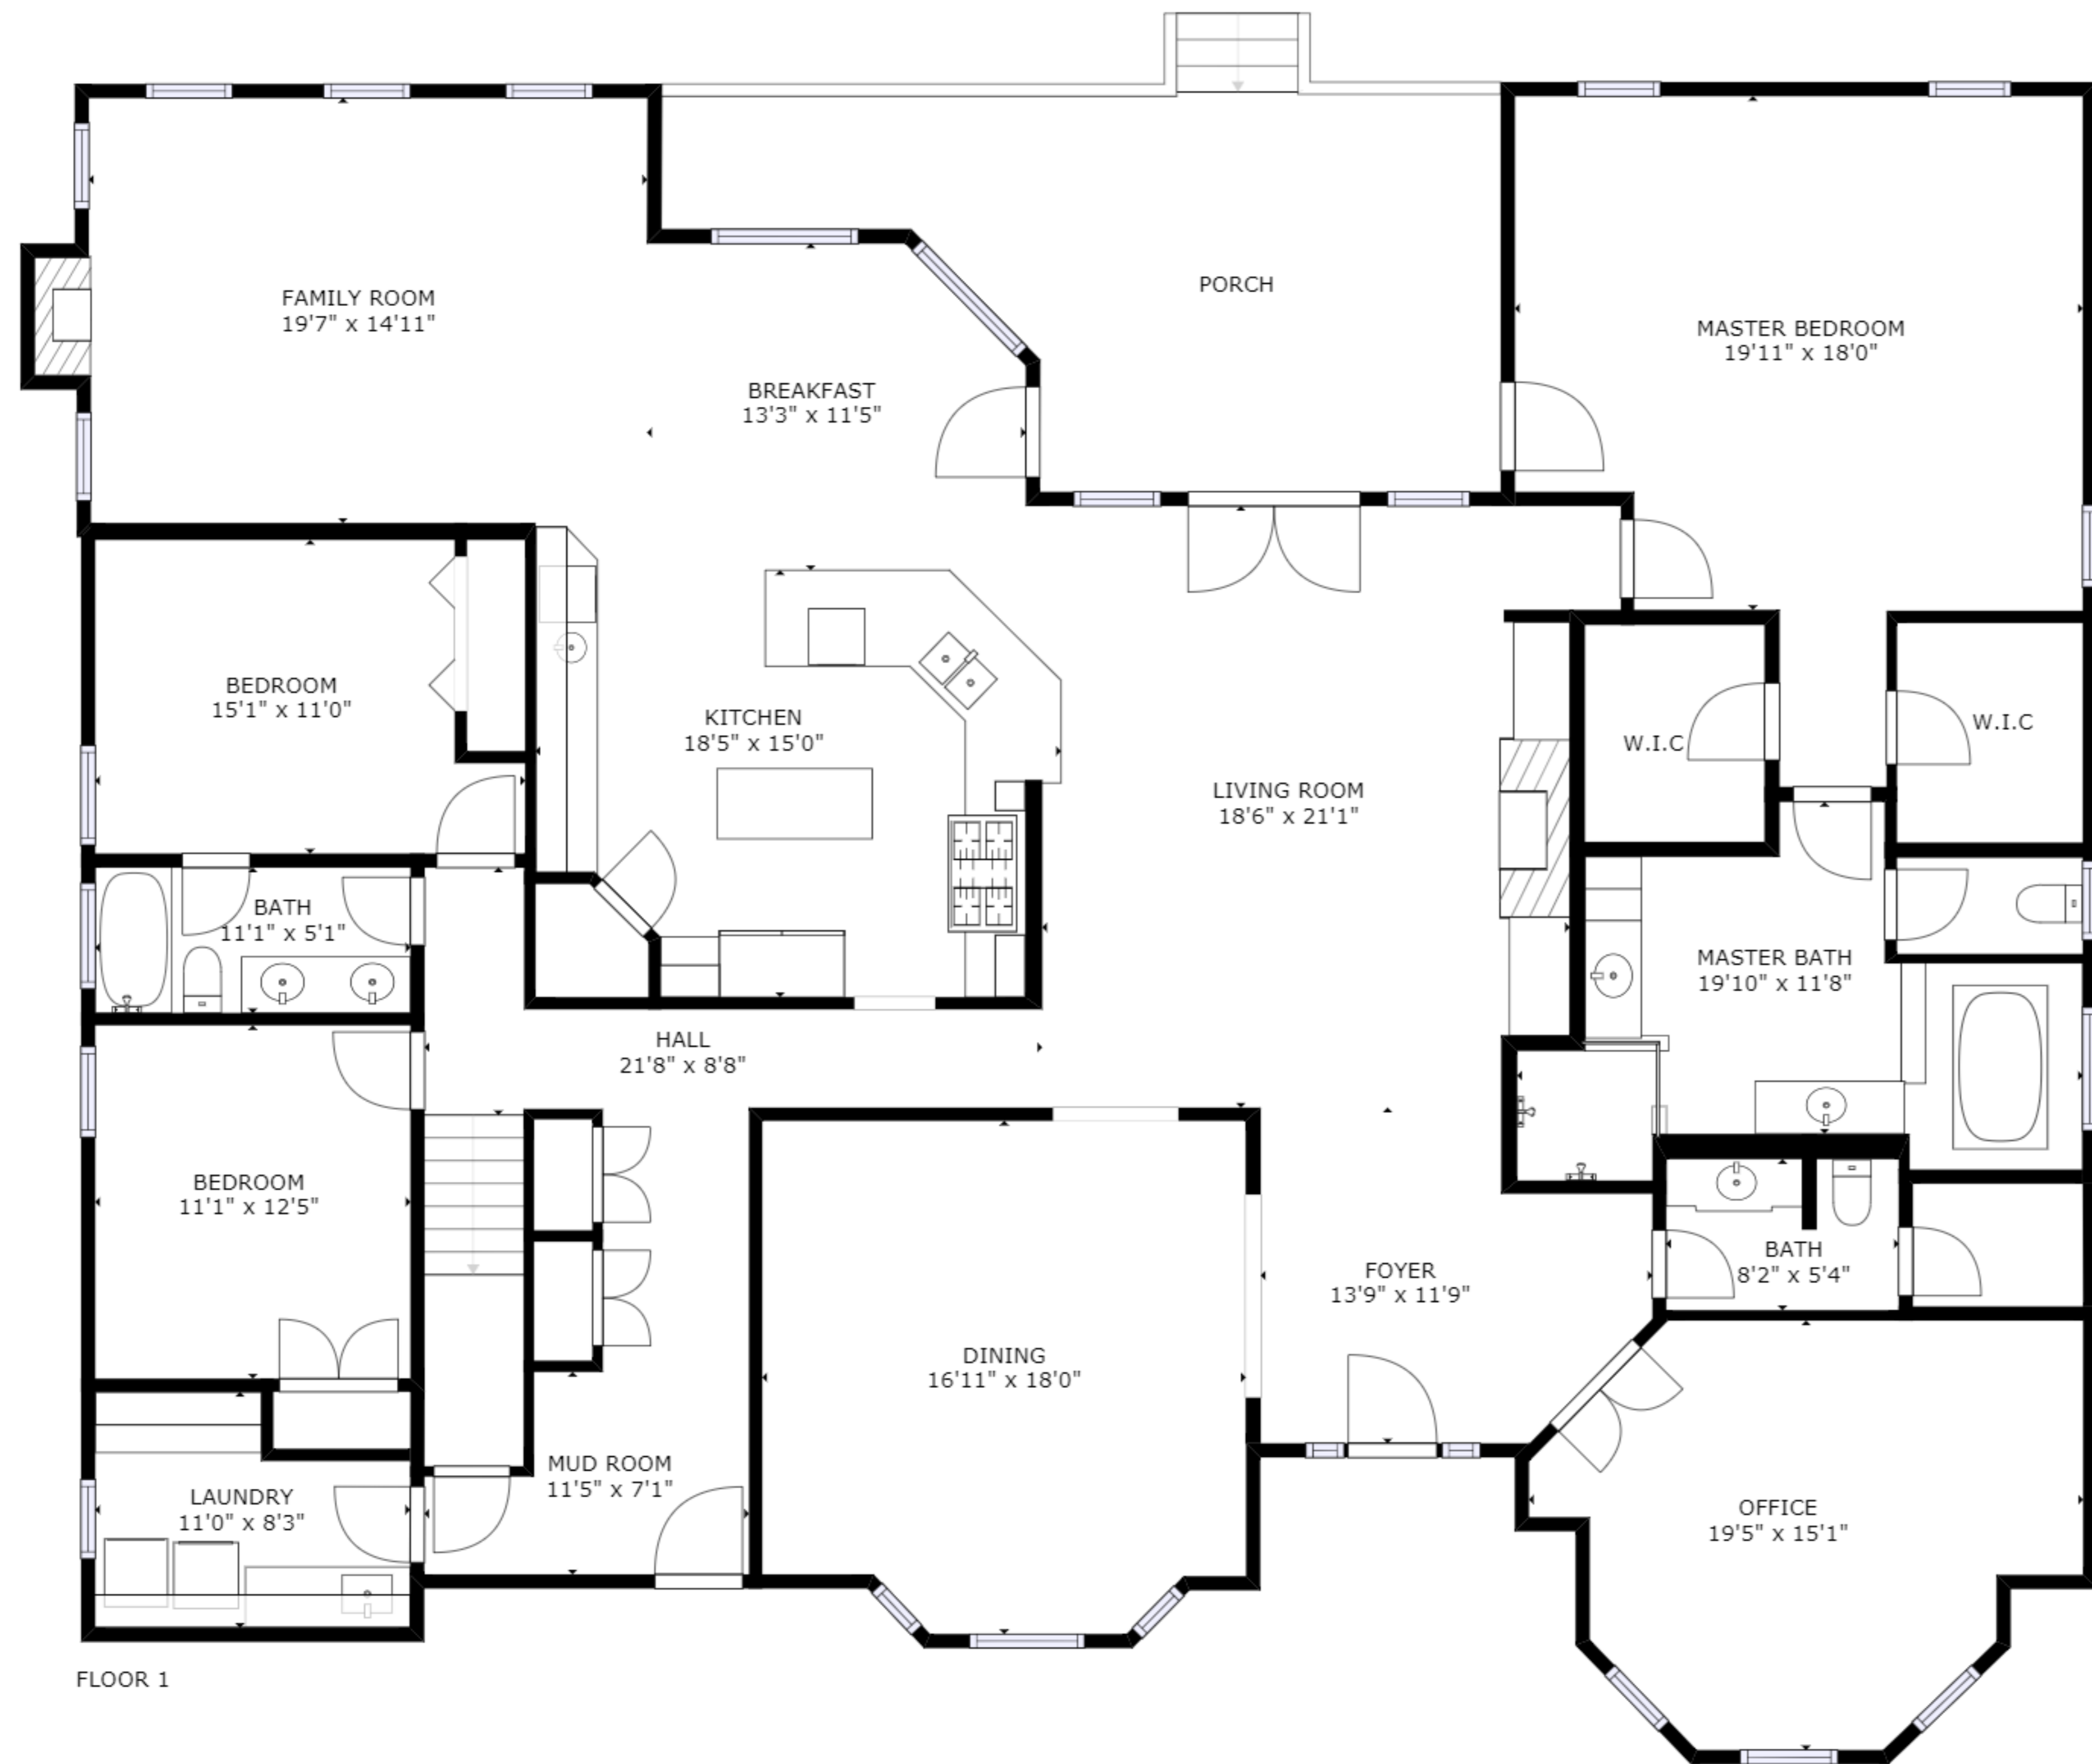 PORCH
FAMILY ROOM
19'7" x 14'11"
MASTER BEDROOM
19'11" x 18'0"
BREAKFAST
13'3" x 11'5"
BEDROOM
15'1" x 11'0"
KITCHEN
18'5" x 15'0"
W.I.C
W.I.C
LIVING ROOM
18'6" x 21'1"
BATH
11'1" x 5'1"
MASTER BATH
19'10" x 11'8"
HALL
21'8" x 8'8"
BEDROOM
11'1" x 12'5"
BATH
8'2" x 5'4"
FOYER
13'9" x 11'9"
DINING
16'11" x 18'0"
MUD ROOM
11'5" x 7'1"
LAUNDRY
11'0" x 8'3"
OFFICE
19'5" x 15'1"
FLOOR 1